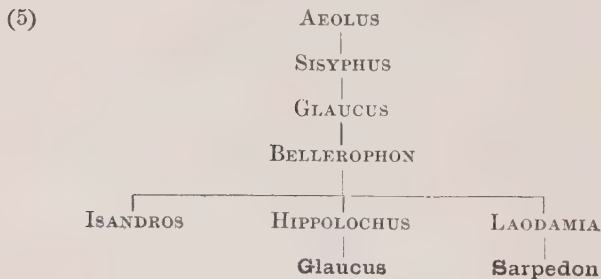 (5) AEOLUS
SISYPHUS
GLAUCUS
BELLEROPHON
ISANDROS HIPPOLOCHUS LAODAMIA
Glaucus Sarpedon